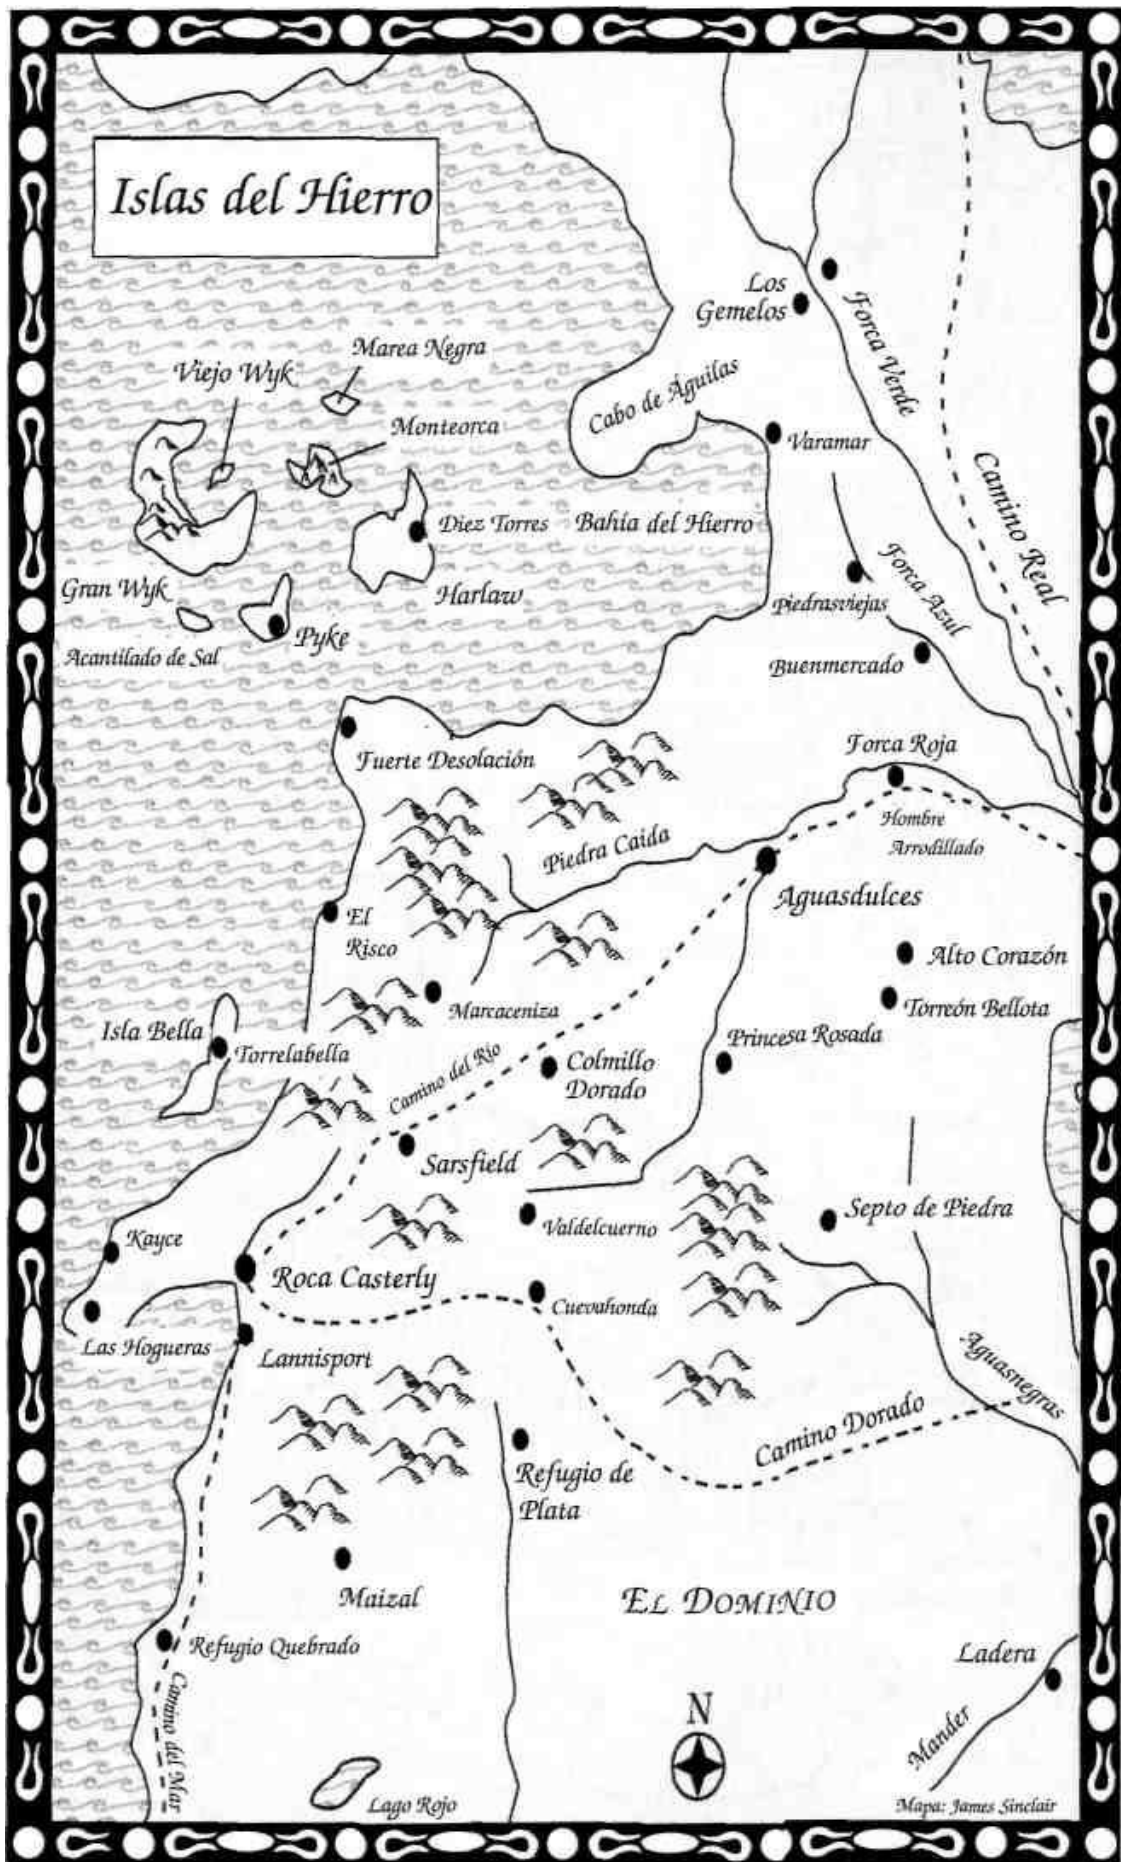 Islas del Hierro
Los
Gemelos
Forca Verde
Marea Negra
Viejo Wyk
Cabo de Águilas
Monteorca
Varamar
Camino Real
Diez Torres
Bahía del Hierro
Gran Wyk
Harlaw
Forca Azul
Piedrasviejas
Pyke
Acantilado de Sal
Buenmercado
Fuerte Desolación
Forca Roja
Hombre
Arrodillado
Piedra Caida
Aguasdulces
El
Risco
Alto Corazón
Marcaceniza
Torreón Bellota
Isla Bella
Torrelabella
Princesa Rosada
Camino del Río
Colmillo
Dorado
Sarsfield
Septo de Piedra
Valdelcuerno
Kayce
Roca Casterly
Cuevahonda
Las Hogueras
Lannisport
Aguasnegras
Camino Dorado
Refugio de
Plata
Maizal
EL DOMINIO
Refugio Quebrado
Ladera
Camino del Mar
N
Mander
Lago Rojo
Mapa: James Sinclair